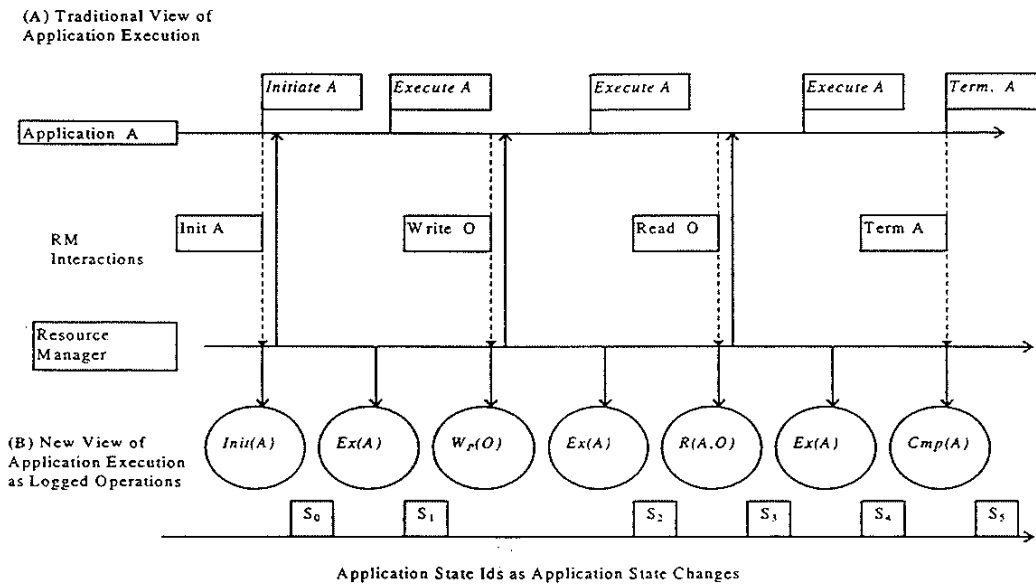 (A) Traditional View of
Application Execution
Initiate A
Execute A
Execute A
Execute A
Term. A
Application A
Init A
Write O
Read O
Term A
RM
Interactions
Resource
Manager
Init(A)
Ex(A)
W_P(O)
Ex(A)
R(A,O)
Ex(A)
Cmp(A)
(B) New View of
Application Execution
as Logged Operations
S₀
S₁
S₂
S₃
S₄
S₅
Application State Ids as Application State Changes